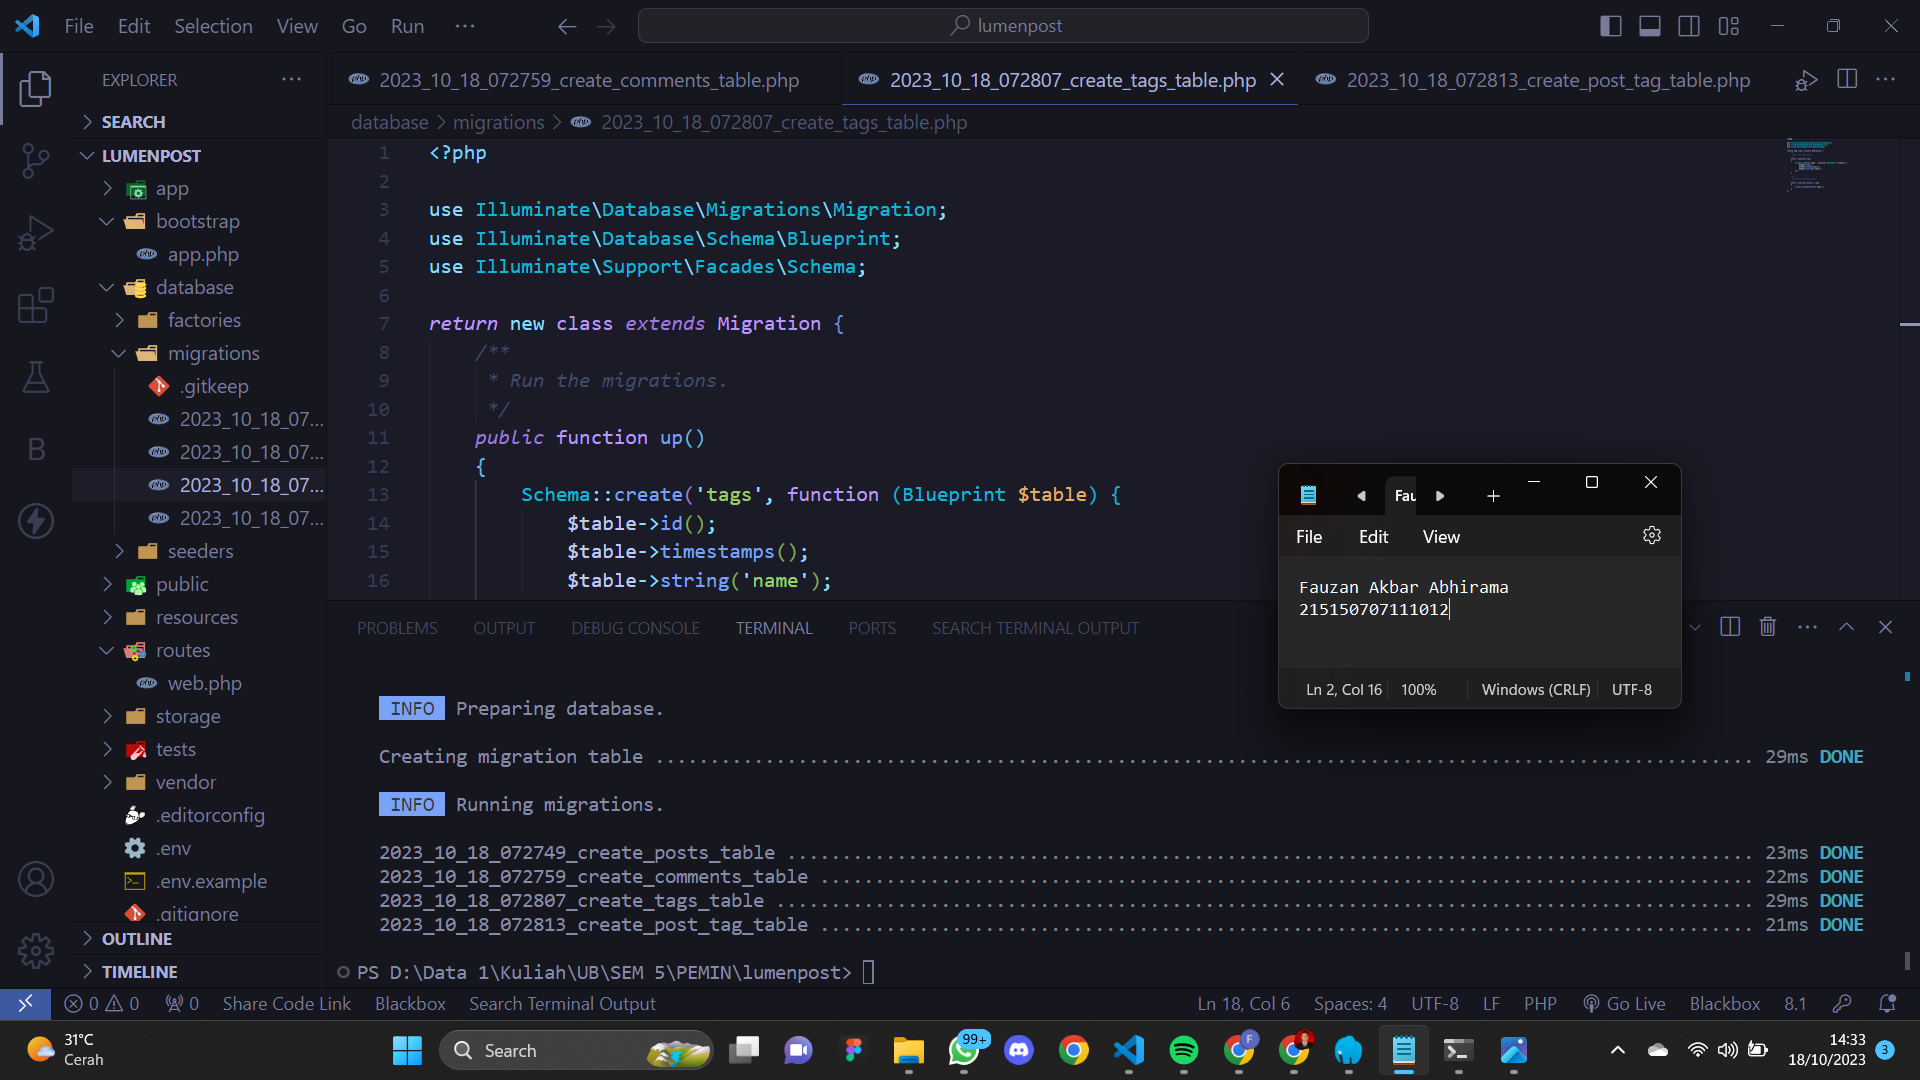 File Edit Selection View Go Run ...
lumenpost
EXPLORER
SEARCH
LUMENPOST
app
bootstrap
app.php
database
factories
migrations
.gitkeep
2023_10_18_07...
2023_10_18_07...
2023_10_18_07...
2023_10_18_07...
seeders
public
resources
routes
web.php
storage
tests
vendor
.editorconfig
.env
.env.example
.gitignore
OUTLINE
TIMELINE
2023_10_18_072759_create_comments_table.php
2023_10_18_072807_create_tags_table.php
2023_10_18_072813_create_post_tag_table.php
database > migrations > 2023_10_18_072807_create_tags_table.php
1 <?php
2
3 use Illuminate\Database\Migrations\Migration;
4 use Illuminate\Database\Schema\Blueprint;
5 use Illuminate\Support\Facades\Schema;
6
7 return new class extends Migration {
8 /**
9 * Run the migrations.
10 */
11 public function up()
12 {
13 Schema::create('tags', function (Blueprint $table) {
14 $table->id();
15 $table->timestamps();
16 $table->string('name');
Fau
File Edit View
Fauzan Akbar Abhirama
215150707111012
Ln 2, Col 16 100% Windows (CRLF) UTF-8
PROBLEMS OUTPUT DEBUG CONSOLE TERMINAL PORTS SEARCH TERMINAL OUTPUT
INFO Preparing database.
Creating migration table .................... 29ms DONE
INFO Running migrations.
2023_10_18_072749_create_posts_table .................... 23ms DONE
2023_10_18_072759_create_comments_table .................... 22ms DONE
2023_10_18_072807_create_tags_table .................... 29ms DONE
2023_10_18_072813_create_post_tag_table .................... 21ms DONE
PS D:\Data 1\Kuliah\UB\SEM 5\PEMIN\lumenpost>
0 0 0 Share Code Link Blackbox Search Terminal Output Ln 18, Col 6 Spaces: 4 UTF-8 LF PHP Go Live Blackbox 8.1
31°C
Cerah
Search
99+
F
14:33
18/10/2023
3